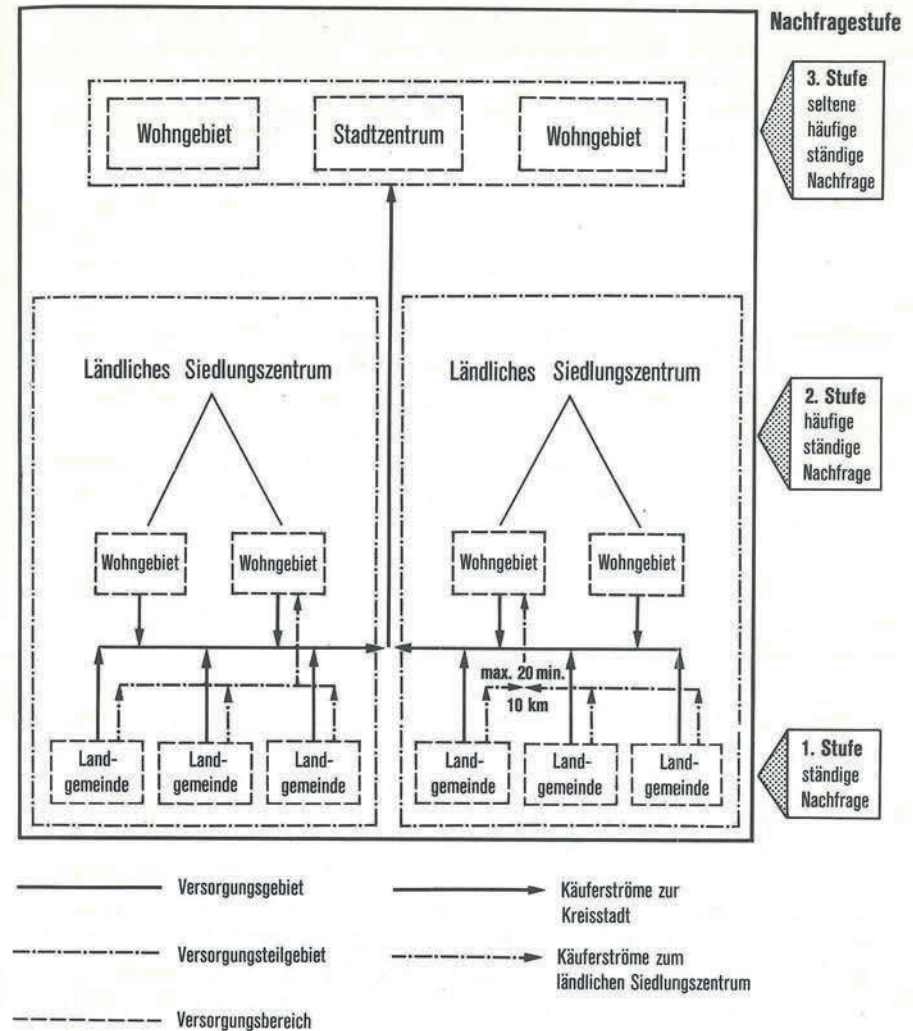 Nachfragestufe
3. Stufe
seltene
häufige
ständige
Nachfrage
Wohngebiet
Stadtzentrum
Wohngebiet
Ländliches Siedlungszentrum
Ländliches Siedlungszentrum
2. Stufe
häufige
ständige
Nachfrage
Wohngebiet
Wohngebiet
Wohngebiet
Wohngebiet
max. 20 min.
10 km
Land-
gemeinde
Land-
gemeinde
Land-
gemeinde
Land-
gemeinde
Land-
gemeinde
Land-
gemeinde
1. Stufe
ständige
Nachfrage
Versorgungsgebiet
Käuferströme zur
Kreisstadt
Versorgungsteilgebiet
Käuferströme zum
ländlichen Siedlungszentrum
Versorgungsbereich